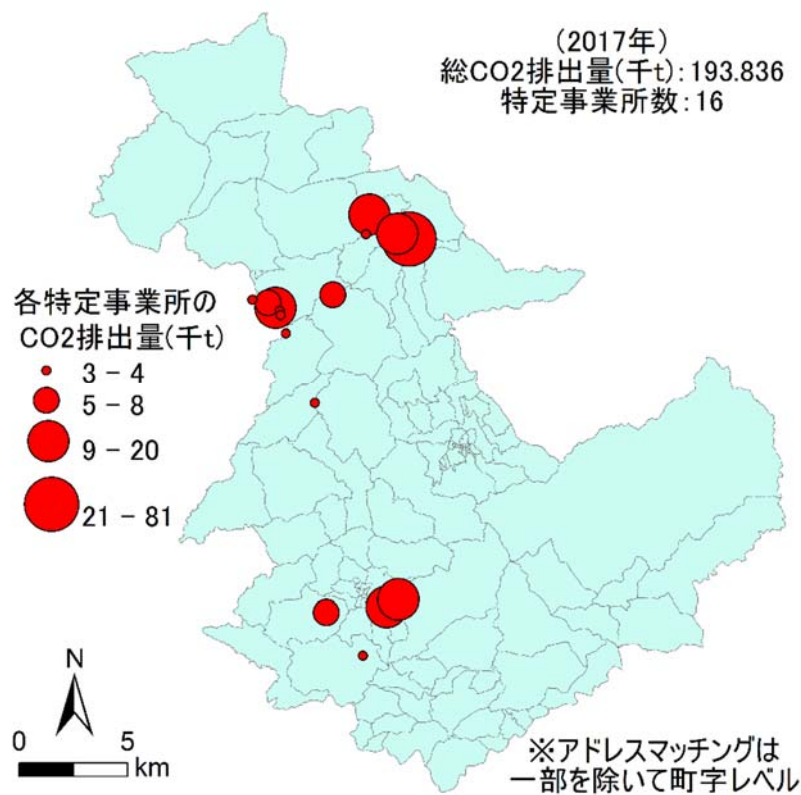 (2017年)
総CO2排出量(千t):193.836
特定事業所数:16
各特定事業所の
CO2排出量(千t)
3 - 4
5 - 8
9 - 20
21 - 81
N
0 5
km
※アドレスマッチングは
一部を除いて町字レベル